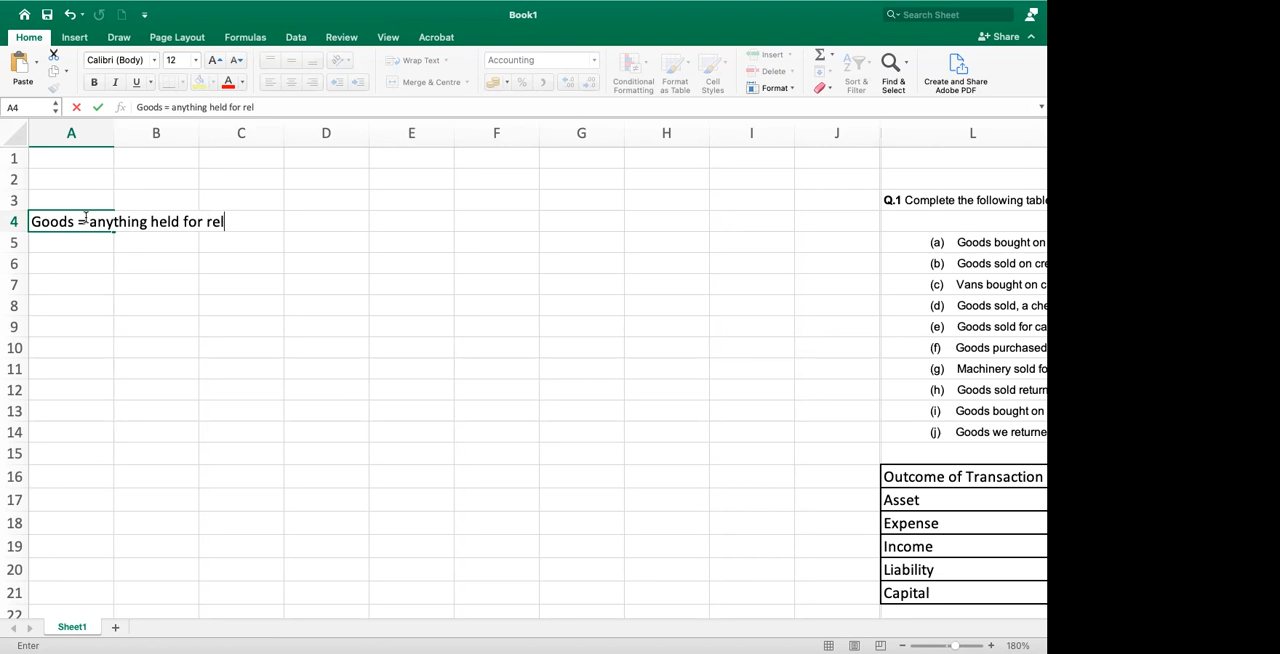 Book1
Search Sheet
Home Insert Draw Page Layout Formulas Data Review View Acrobat
Share
Paste
Calibri (Body) 12
A A
B I U A
Wrap Text
Merge & Centre
Accounting
%
Conditional Formatting
Format as Table
Cell Styles
Insert
Delete
Format
Sort & Filter
Find & Select
Create and Share Adobe PDF
A4 fx Goods = anything held for rel
A B C D E F G H I J L
1
2
3 Q.1 Complete the following table
4 Goods = anything held for rel
5 (a) Goods bought on
6 (b) Goods sold on cre
7 (c) Vans bought on c
8 (d) Goods sold, a che
9 (e) Goods sold for ca
10 (f) Goods purchased
11 (g) Machinery sold fo
12 (h) Goods sold return
13 (i) Goods bought on
14 (j) Goods we returne
15
16 Outcome of Transaction
17 Asset
18 Expense
19 Income
20 Liability
21 Capital
22
Sheet1
Enter 180%